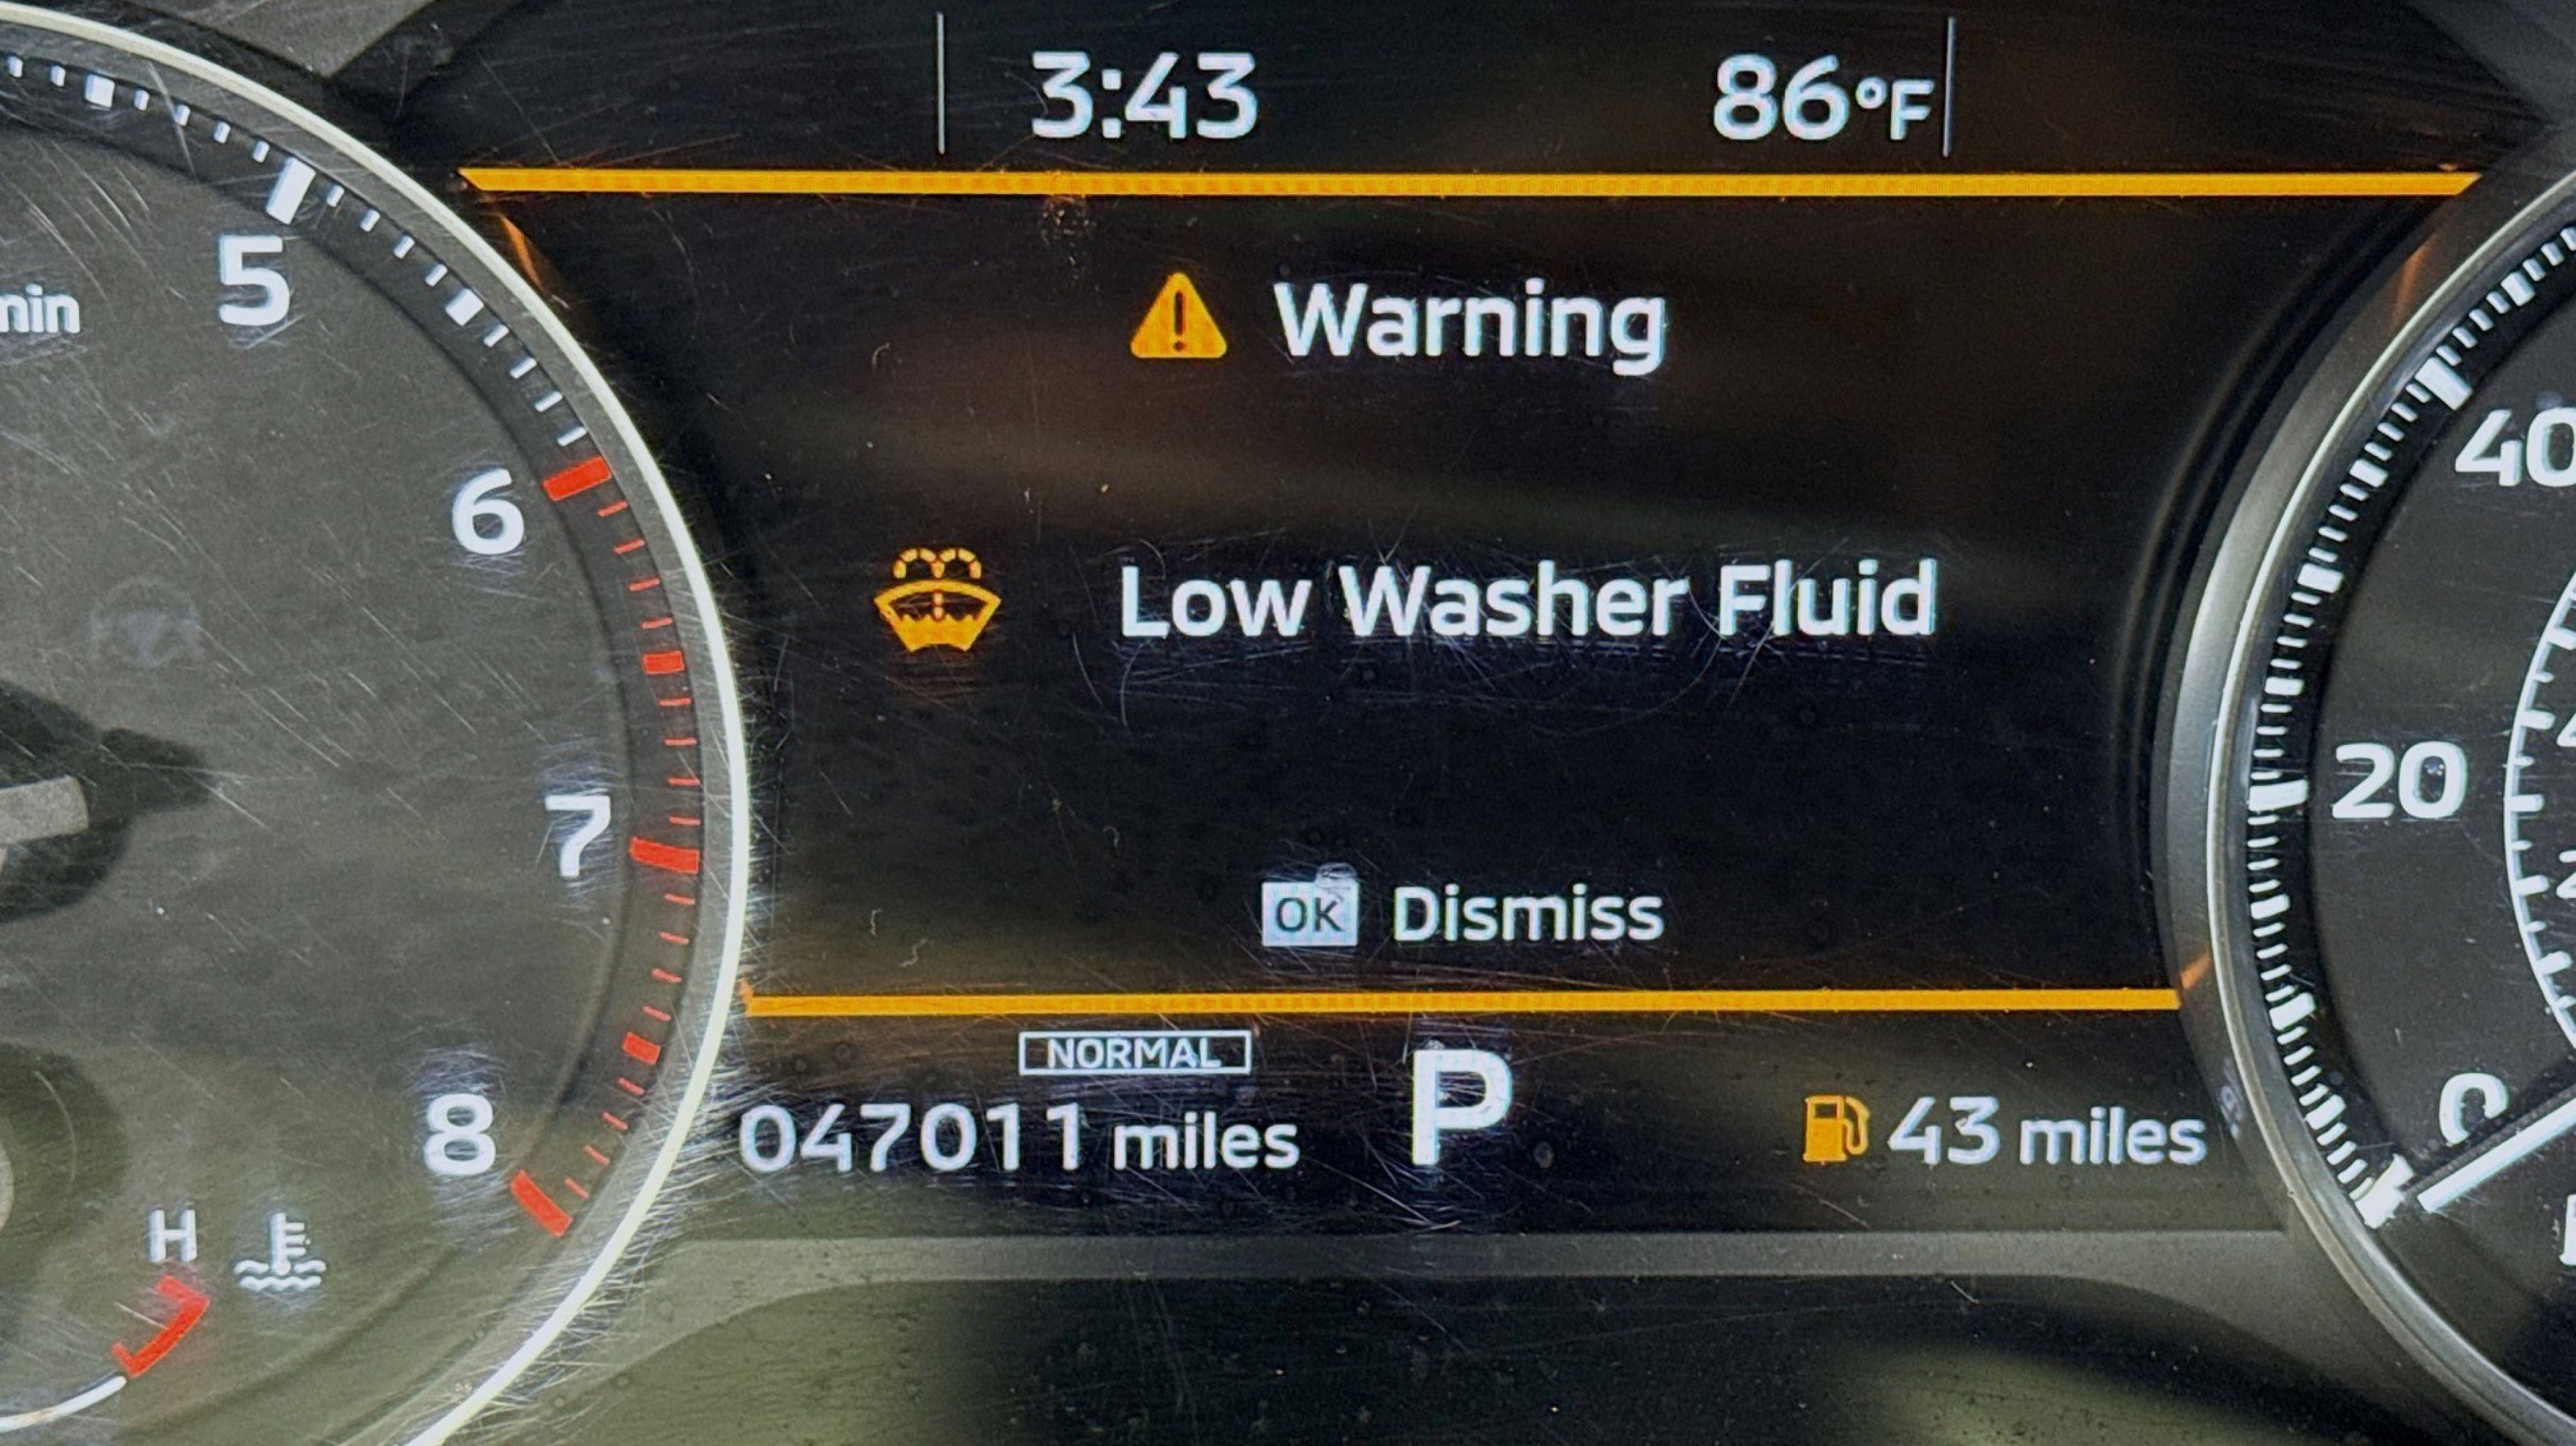 3:43 86°F
Warning
Low Washer Fluid
OK Dismiss
NORMAL
047011 miles P 43 miles
min
5
6
7
8
H
40
20
0